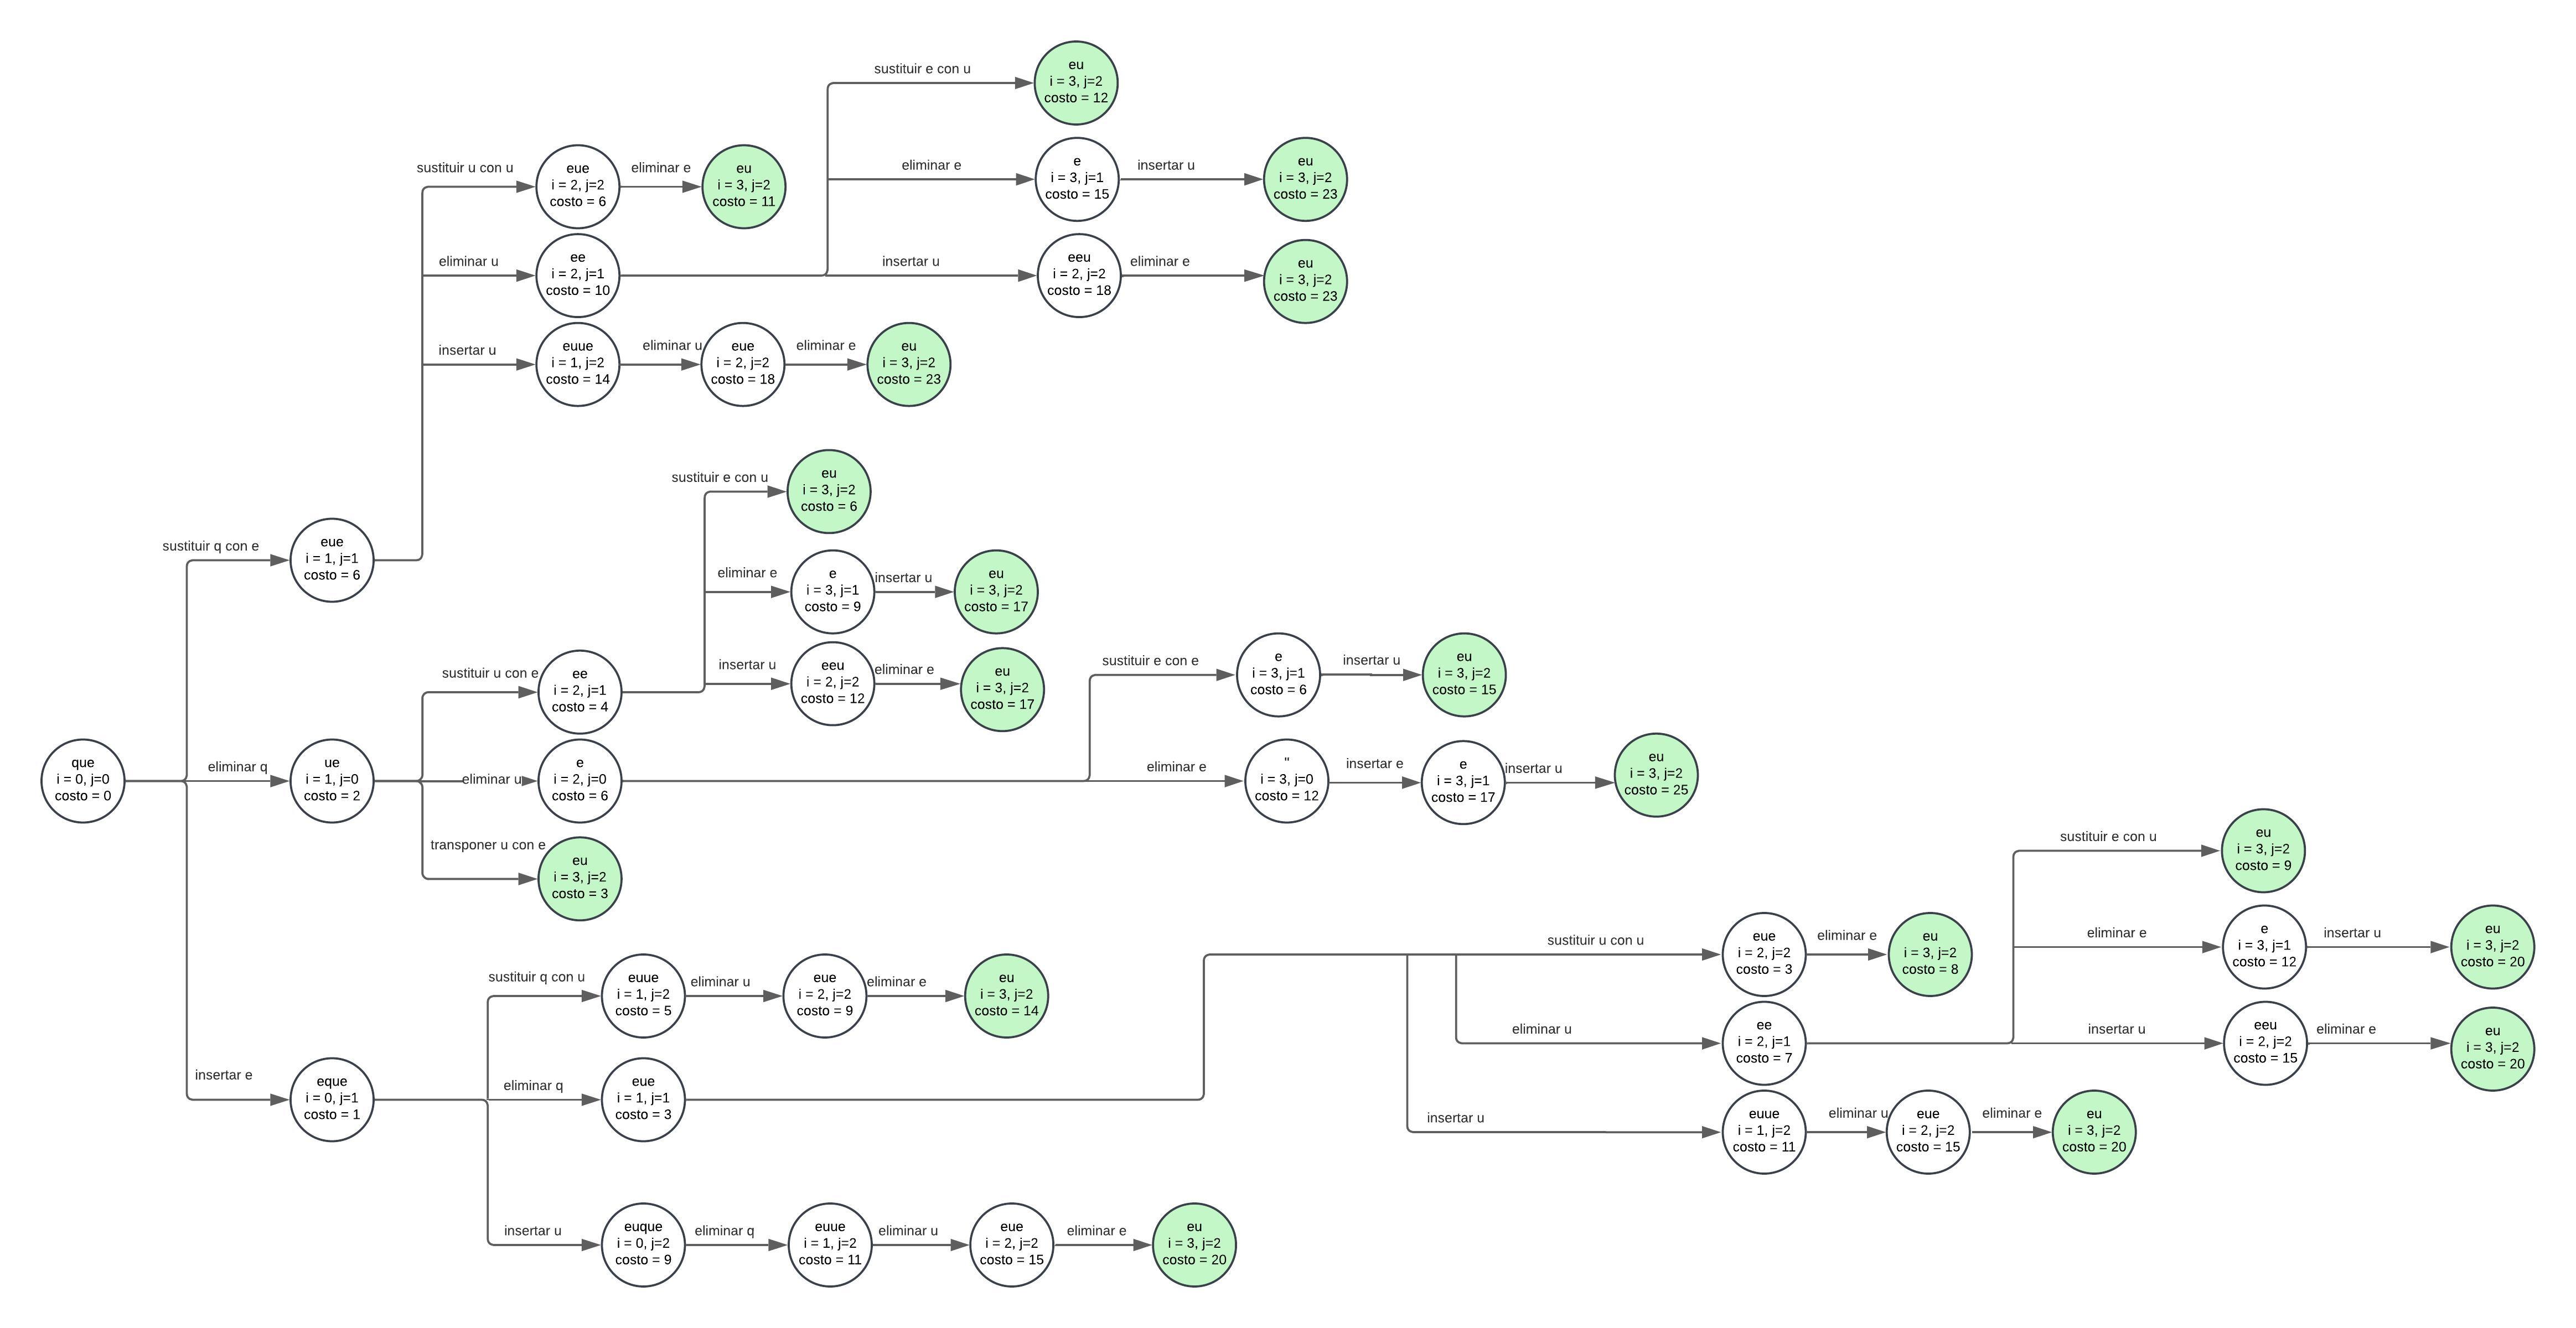 sustituir e con u
eu
i = 3, j=2
costo = 12
sustituir u con u
eue
i = 2, j=2
costo = 6
eliminar e
eu
i = 3, j=2
costo = 11
eliminar e
e
i = 3, j=1
costo = 15
insertar u
eu
i = 3, j=2
costo = 23
eliminar u
ee
i = 2, j=1
costo = 10
insertar u
eeu
i = 2, j=2
costo = 18
eliminar e
eu
i = 3, j=2
costo = 23
insertar u
euue
i = 1, j=2
costo = 14
eliminar u
eue
i = 2, j=2
costo = 18
eliminar e
eu
i = 3, j=2
costo = 23
sustituir q con e
eue
i = 1, j=1
costo = 6
sustituir e con u
eu
i = 3, j=2
costo = 6
eliminar e
e
i = 3, j=1
costo = 9
insertar u
eu
i = 3, j=2
costo = 17
sustituir u con e
ee
i = 2, j=1
costo = 4
insertar u
eeu
i = 2, j=2
costo = 12
eliminar e
eu
i = 3, j=2
costo = 17
sustituir e con e
e
i = 3, j=1
costo = 6
insertar u
eu
i = 3, j=2
costo = 15
que
i = 0, j=0
costo = 0
eliminar q
ue
i = 1, j=0
costo = 2
eliminar u
e
i = 2, j=0
costo = 6
eliminar e
"
i = 3, j=0
costo = 12
insertar e
e
i = 3, j=1
costo = 17
insertar u
eu
i = 3, j=2
costo = 25
transponer u con e
eu
i = 3, j=2
costo = 3
sustituir e con u
eu
i = 3, j=2
costo = 9
sustituir q con u
euue
i = 1, j=2
costo = 5
eliminar u
eue
i = 2, j=2
costo = 9
eliminar e
eu
i = 3, j=2
costo = 14
sustituir u con u
eue
i = 2, j=2
costo = 3
eliminar e
eu
i = 3, j=2
costo = 8
eliminar e
e
i = 3, j=1
costo = 12
insertar u
eu
i = 3, j=2
costo = 20
eliminar u
ee
i = 2, j=1
costo = 7
insertar u
eeu
i = 2, j=2
costo = 15
eliminar e
eu
i = 3, j=2
costo = 20
insertar e
eque
i = 0, j=1
costo = 1
eliminar q
eue
i = 1, j=1
costo = 3
insertar u
euue
i = 1, j=2
costo = 11
eliminar u
eue
i = 2, j=2
costo = 15
eliminar e
eu
i = 3, j=2
costo = 20
insertar u
euque
i = 0, j=2
costo = 9
eliminar q
euue
i = 1, j=2
costo = 11
eliminar u
eue
i = 2, j=2
costo = 15
eliminar e
eu
i = 3, j=2
costo = 20